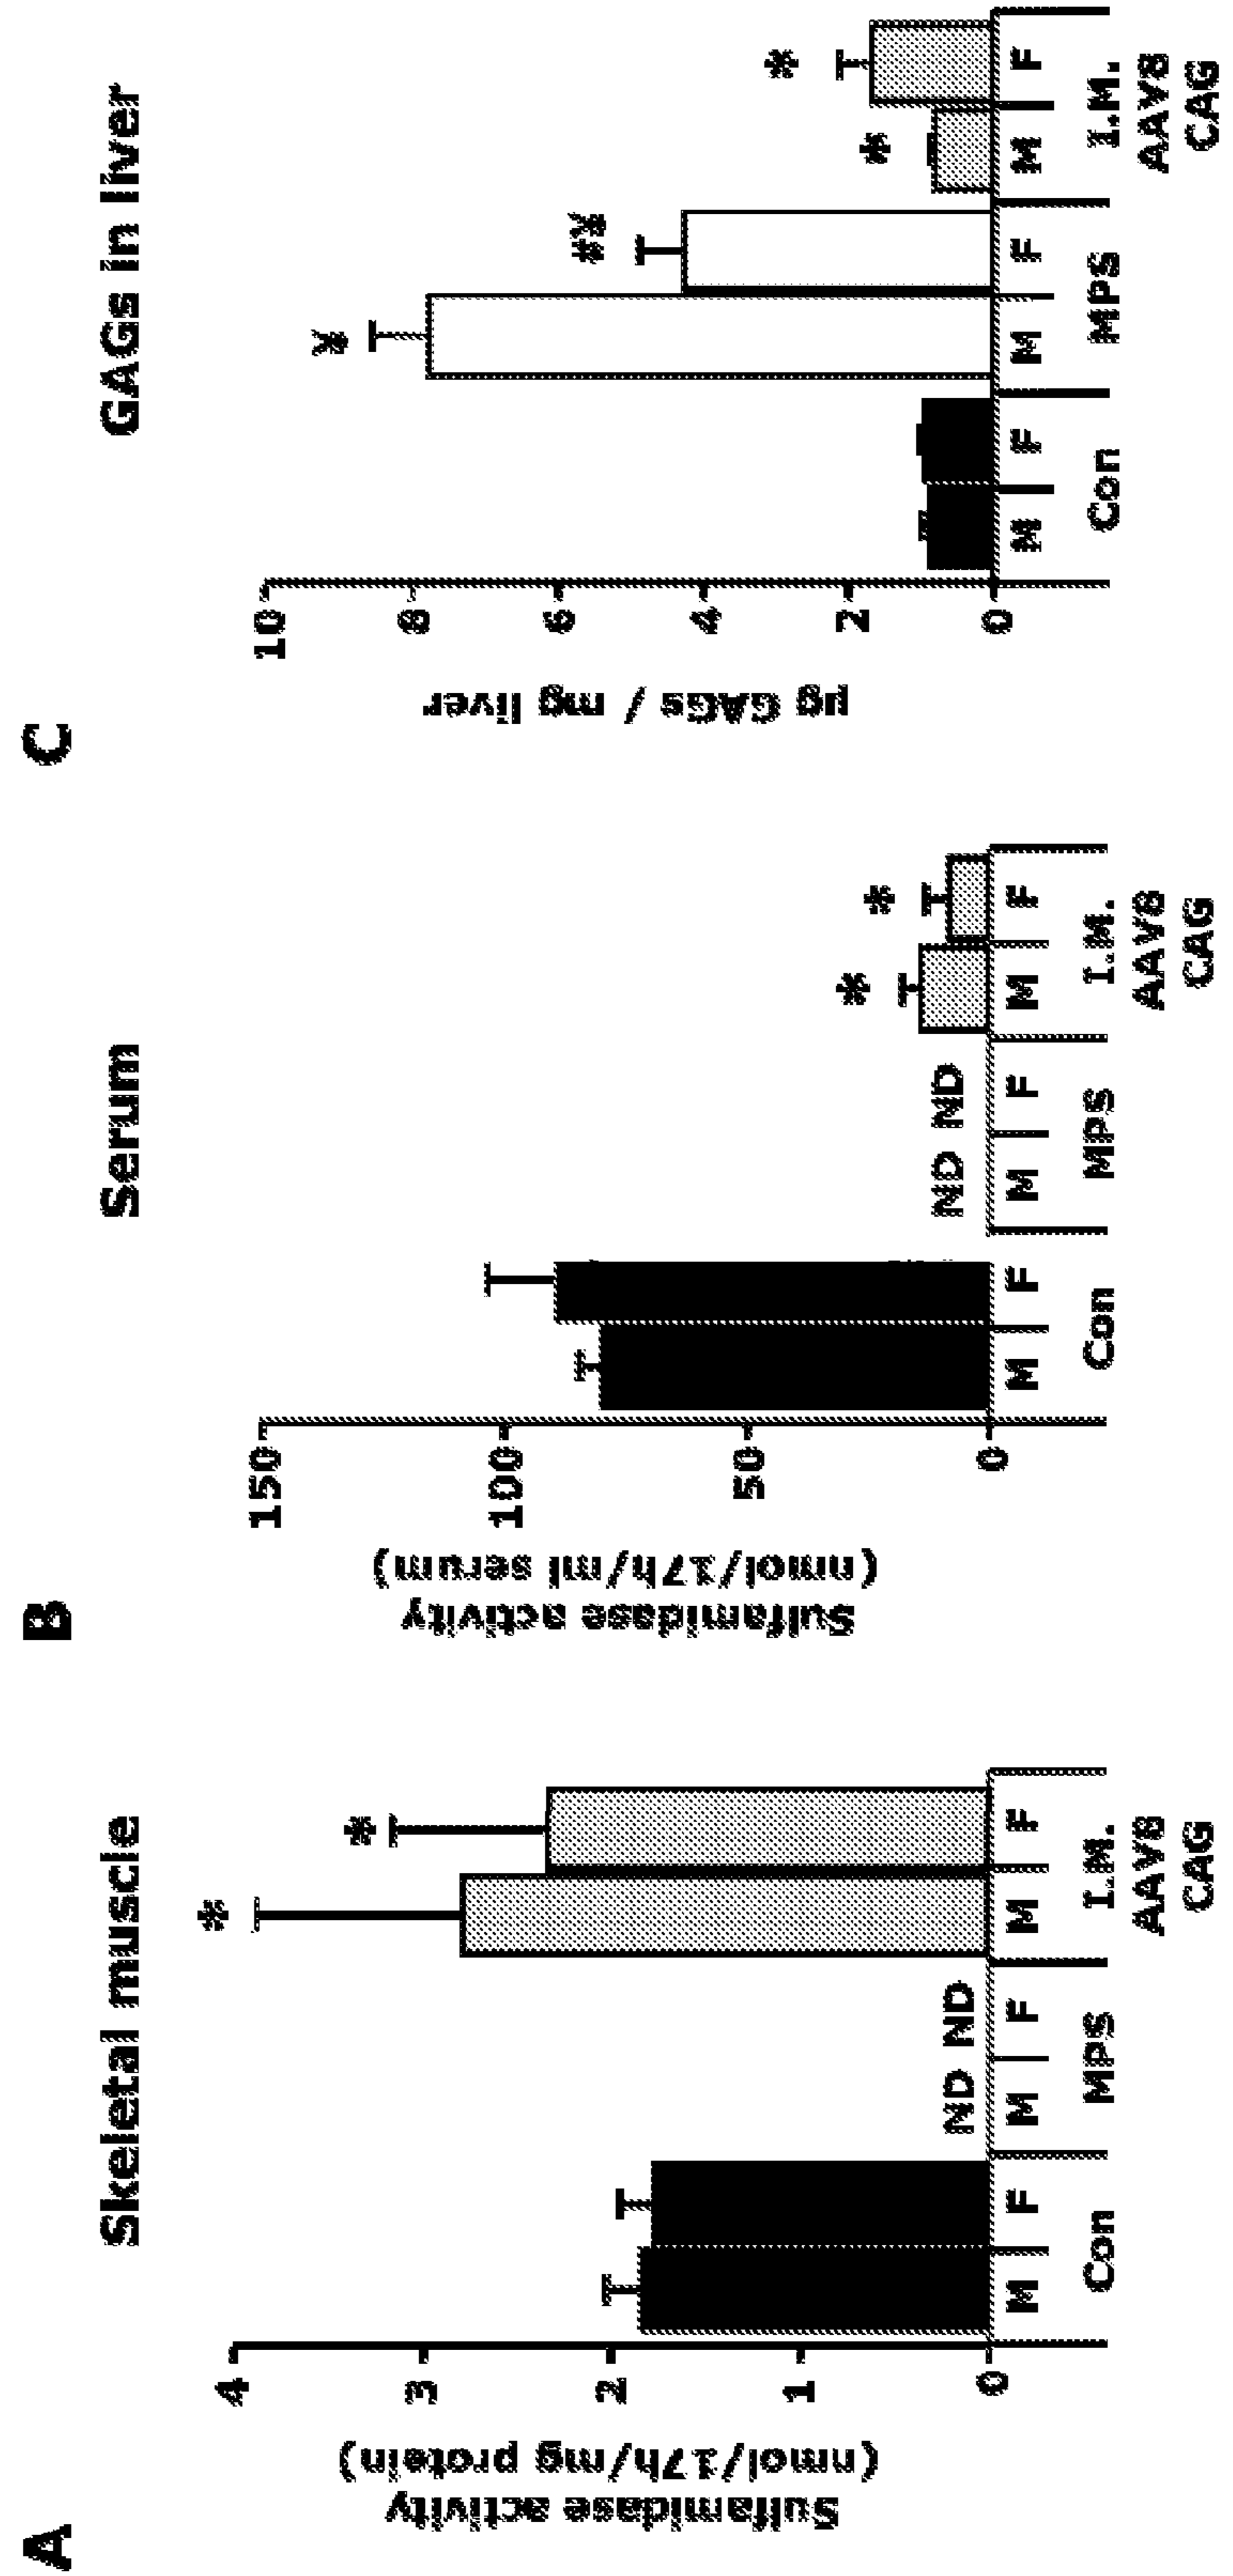 A
Skeletal muscle
Sulfamidase activity
(nmol/17h/mg protein)
4
3
2
1
0
*
*
ND ND
M F M F M F
Con MPS I.M.
AAV8
CAG
B
Serum
Sulfamidase activity
(nmol/17h/ml serum)
150
100
50
0
ND ND
*
*
M F M F M F
Con MPS I.M.
AAV8
CAG
C
GAGs in liver
µg GAGs / mg liver
10
8
6
4
2
0
¥
#¥
*
*
M F M F M F
Con MPS I.M.
AAV8
CAG